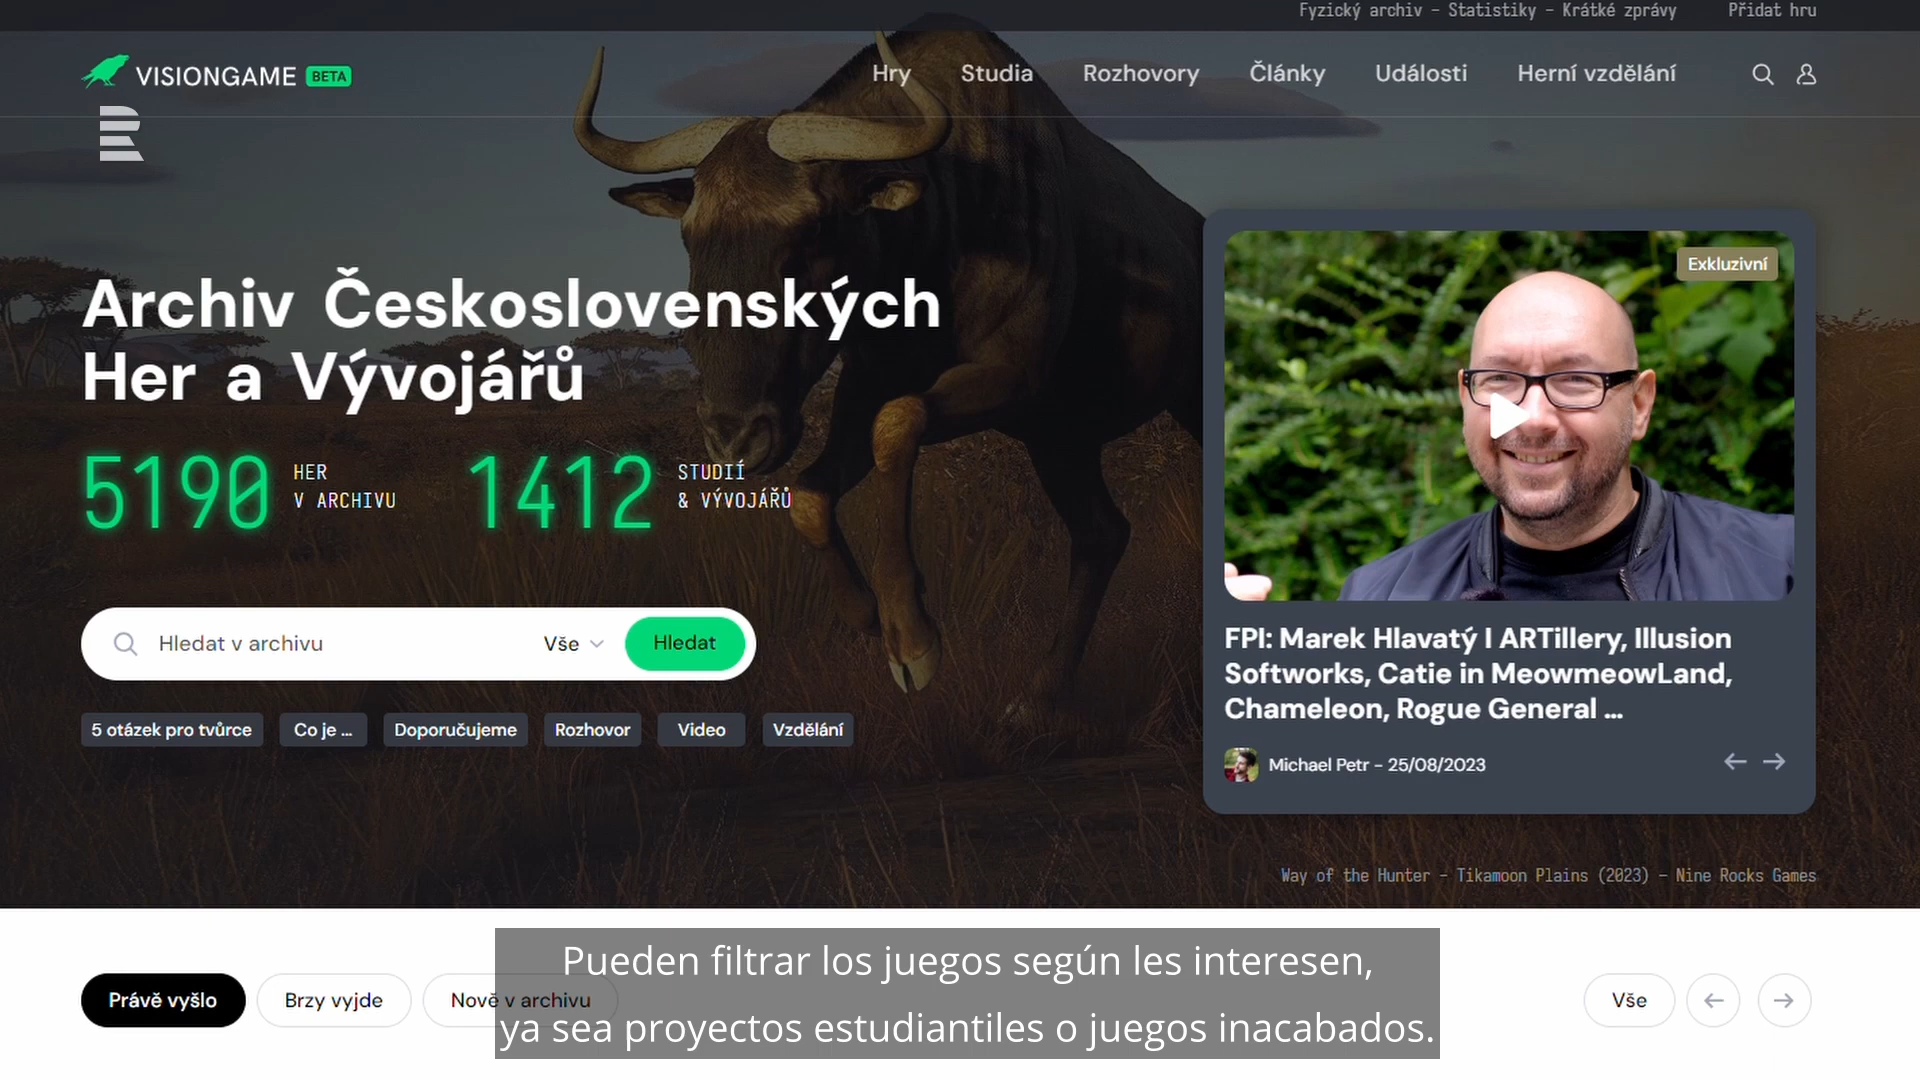 Fyzický archiv – Statistiky – Krátké zprávy
Přidat hru
VISIONGAME BETA
Hry
Studia
Rozhovory
Články
Události
Herní vzdělání
Archiv Československých
Her a Vývojářů
5190
HER
V ARCHIVU
1412
STUDIÍ
& VÝVOJÁŘŮ
Hledat v archivu
Vše
Hledat
5 otázek pro tvůrce
Co je ...
Doporučujeme
Rozhovor
Video
Vzdělání
Exkluzivní
FPI: Marek Hlavatý I ARTillery, Illusion
Softworks, Catie in MeowmeowLand,
Chameleon, Rogue General ...
Michael Petr – 25/08/2023
Way of the Hunter – Tikamoon Plains (2023) – Nine Rocks Games
Právě vyšlo
Brzy vyjde
Nově v archivu
Vše
Pueden filtrar los juegos según les interesen,
ya sea proyectos estudiantiles o juegos inacabados.